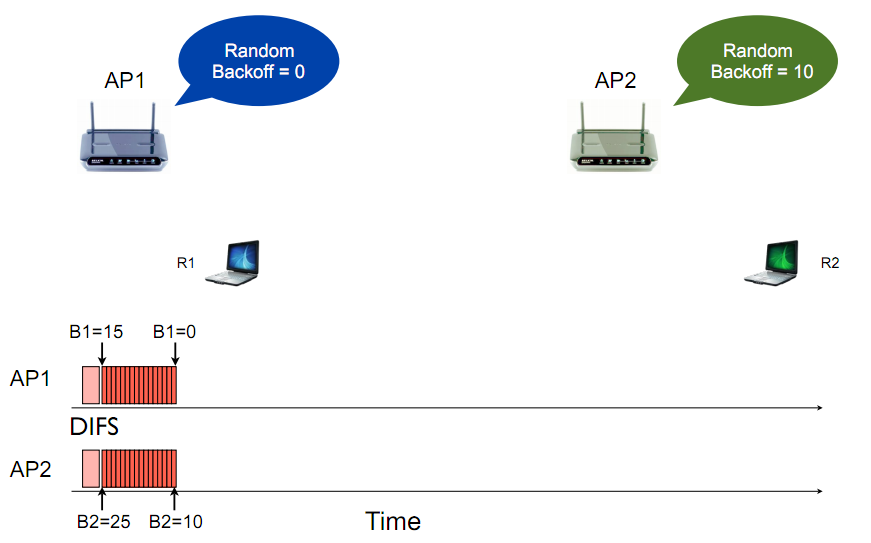 AP1
Random
Backoff = 0
AP2
Random
Backoff = 10
R1
R2
B1=15
B1=0
AP1
DIFS
AP2
B2=25
B2=10
Time